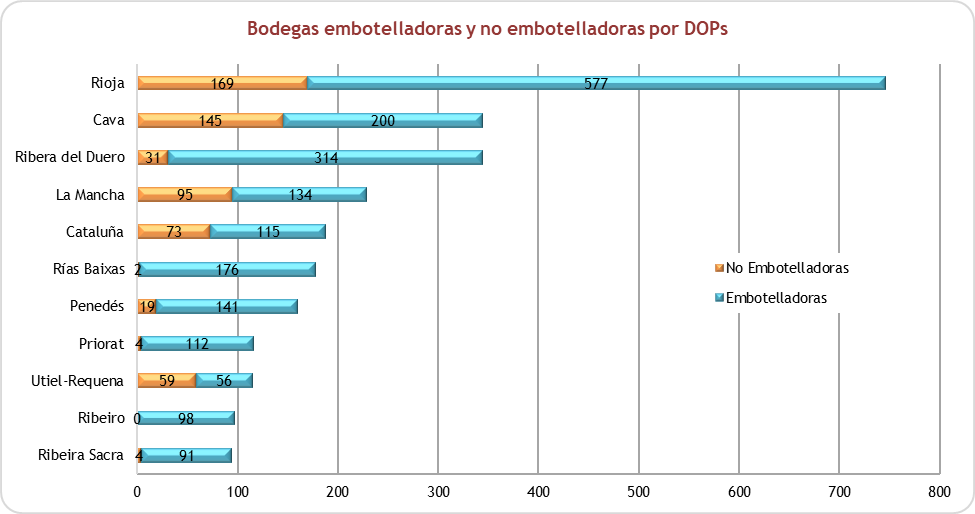 Bodegas embotelladoras y no embotelladoras por DOPs
Rioja 169 577
Cava 145 200
Ribera del Duero 31 314
La Mancha 95 134
Cataluña 73 115
Rías Baixas 2 176
No Embotelladoras
Embotelladoras
Penedés 19 141
Priorat 4 112
Utiel-Requena 59 56
Ribeiro 0 98
Ribeira Sacra 4 91
0 100 200 300 400 500 600 700 800